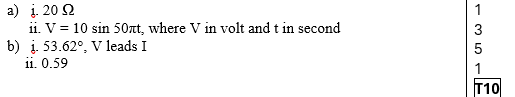 a) i. 20 Ω 1
ii. V = 10 sin 50πt, where V in volt and t in second 3
b) i. 53.62°, V leads I 5
ii. 0.59 1
T10